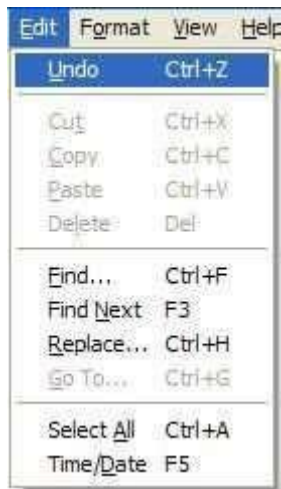 Edit Format View Help
Undo Ctrl+Z
Cut Ctrl+X
Copy Ctrl+C
Paste Ctrl+V
Delete Del
Find... Ctrl+F
Find Next F3
Replace... Ctrl+H
Go To... Ctrl+G
Select All Ctrl+A
Time/Date F5